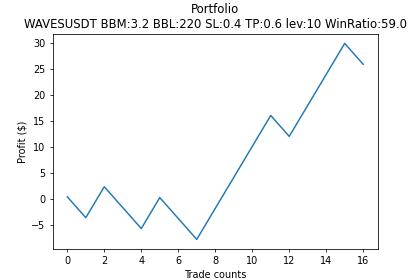 Portfolio
WAVESUSDT BBM:3.2 BBL:220 SL:0.4 TP:0.6 lev:10 WinRatio:59.0
30
25
20
15
10
5
0
−5
Profit ($)
0 2 4 6 8 10 12 14 16
Trade counts